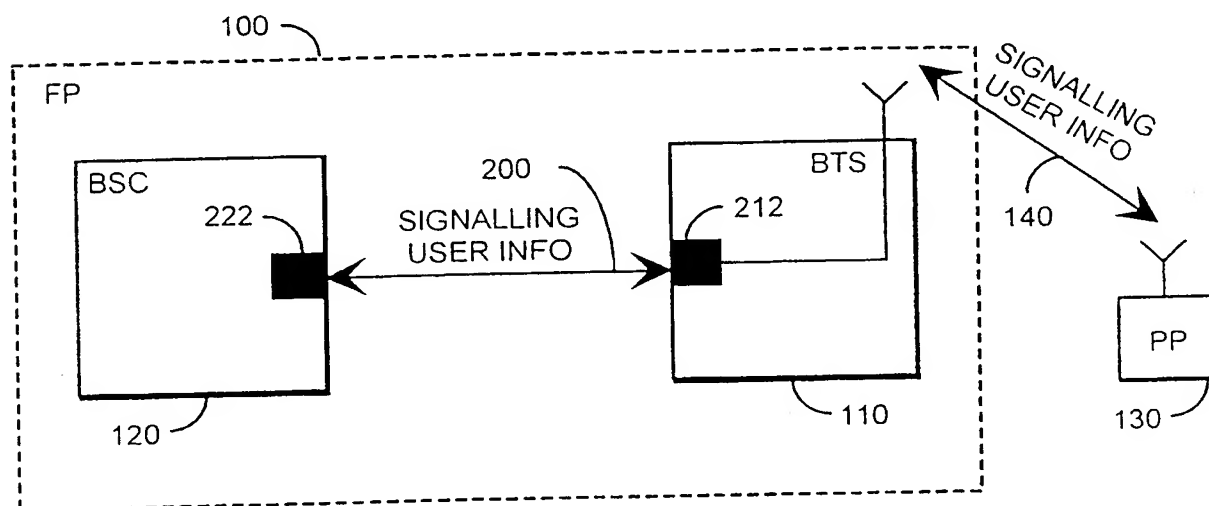 100
FP
SIGNALLING
USER INFO
140
BSC
222
200
SIGNALLING
USER INFO
BTS
212
PP
120
110
130